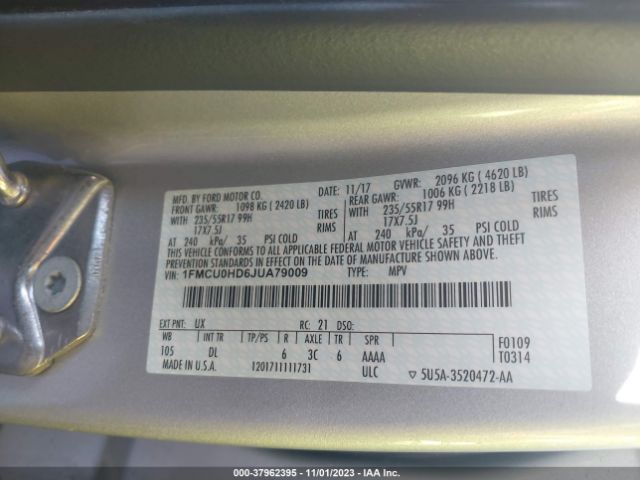 MFD. BY FORD MOTOR CO.
DATE: 11/17 GVWR: 2096 KG ( 4620 LB)
FRONT GAWR: 1098 KG ( 2420 LB)
REAR GAWR: 1006 KG ( 2218 LB)
WITH 235/55R17 99H TIRES
WITH 235/55R17 99H TIRES
17X7.5J RIMS
17X7.5J RIMS
AT 240 kPa/ 35 PSI COLD
AT 240 kPa/ 35 PSI COLD
THIS VEHICLE CONFORMS TO ALL APPLICABLE FEDERAL MOTOR VEHICLE SAFETY AND THEFT
PREVENTION STANDARDS IN EFFECT ON THE DATE OF MANUFACTURE SHOWN ABOVE.
VIN: 1FMCU0HD6JUA79009 TYPE: MPV
EXT PNT: UX RC: 21 DSO:
WB INT TR TP/PS R AXLE TR SPR
105 DL 6 3C 6 AAAA
F0109
T0314
MADE IN U.S.A. 1201711111731 ULC ▽ 5U5A-3520472-AA
© STOCK: 37962395 - 11/01/2023 - IAA Inc.